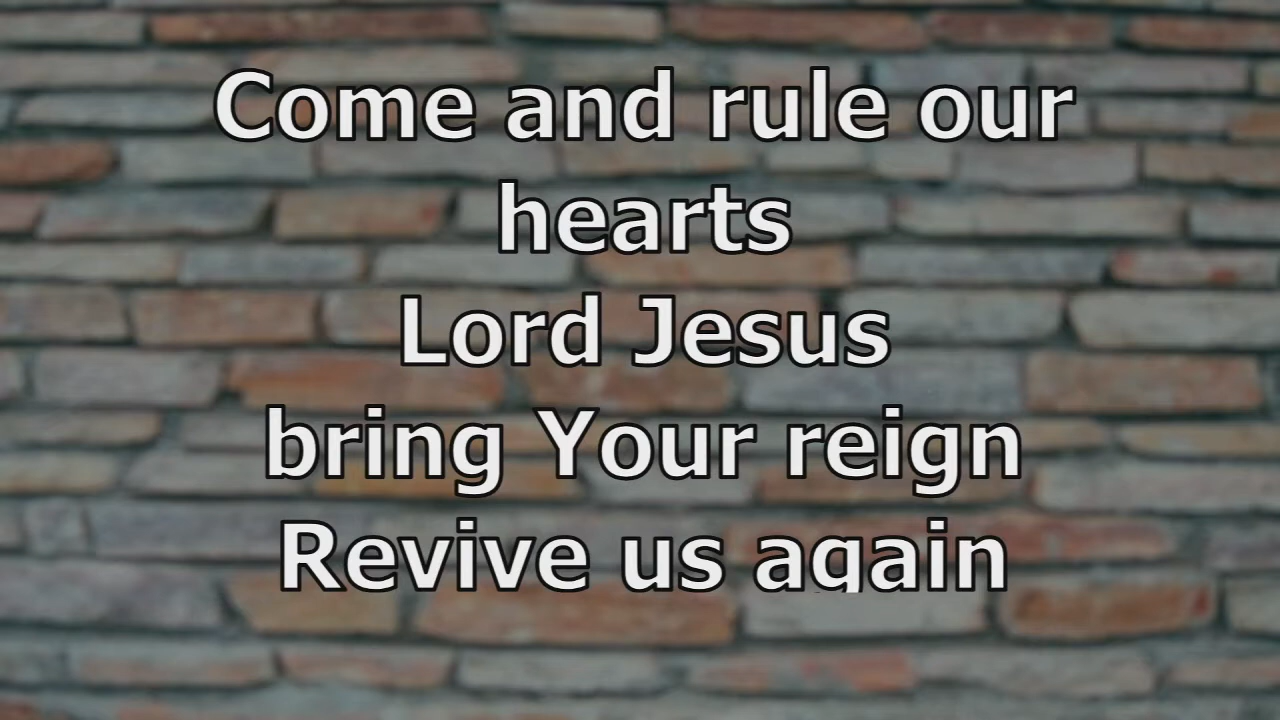 Come and rule our
hearts
Lord Jesus
bring Your reign
Revive us again